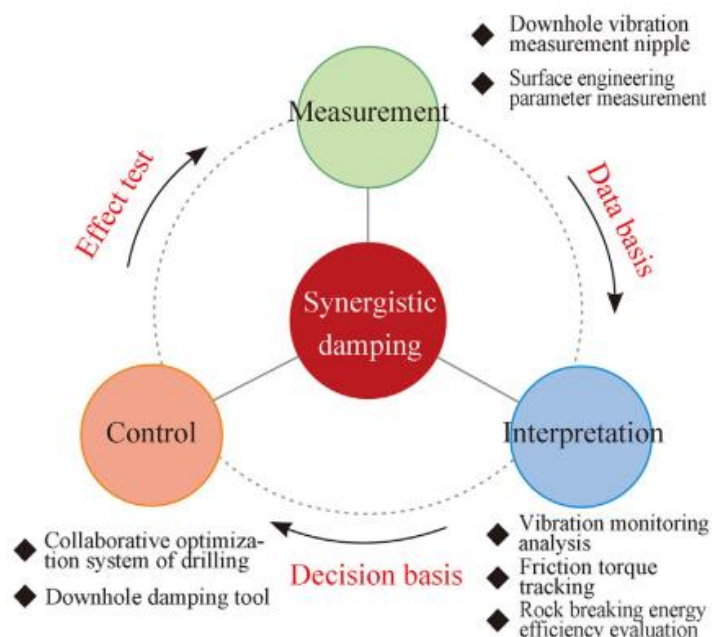 ◆ Downhole vibration
measurement nipple
◆ Surface engineering
parameter measurement
Measurement
Effect test
Data basis
Synergistic
damping
Control
Interpretation
◆ Collaborative optimiza-
tion system of drilling
◆ Downhole damping tool
Decision basis
◆ Vibration monitoring
analysis
◆ Friction torque
tracking
◆ Rock breaking energy
efficiency evaluation